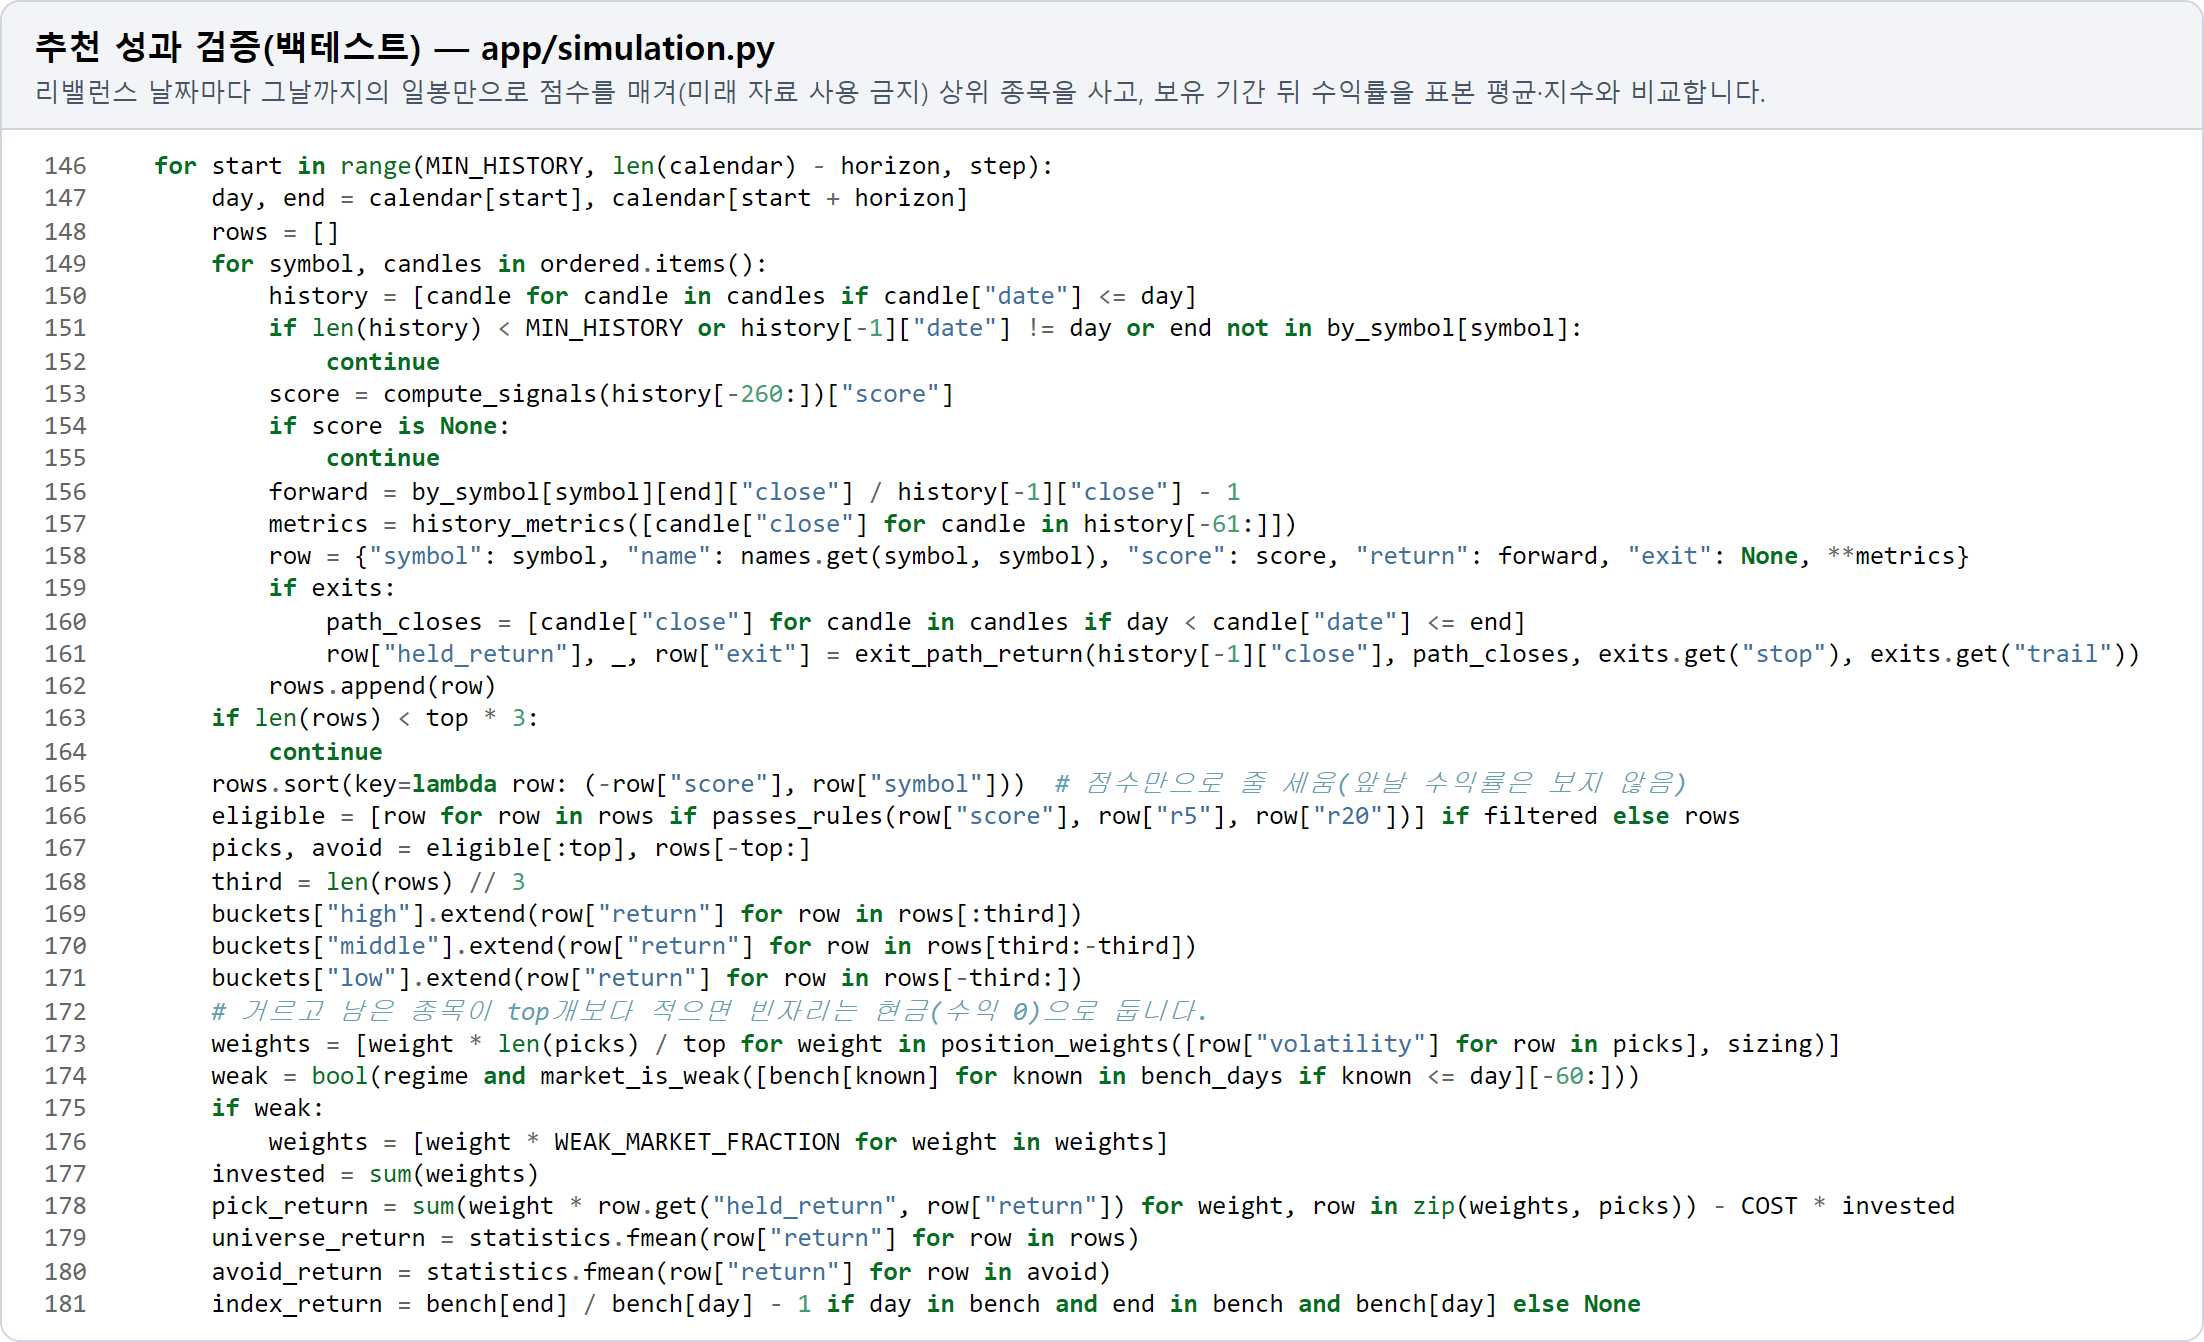 추천 성과 검증(백테스트) — app/simulation.py
리밸런스 날짜마다 그날까지의 일봉만으로 점수를 매겨(미래 자료 사용 금지) 상위 종목을 사고, 보유 기간 뒤 수익률을 표본 평균·지수와 비교합니다.
146    for start in range(MIN_HISTORY, len(calendar) - horizon, step):
147        day, end = calendar[start], calendar[start + horizon]
148        rows = []
149        for symbol, candles in ordered.items():
150            history = [candle for candle in candles if candle["date"] <= day]
151            if len(history) < MIN_HISTORY or history[-1]["date"] != day or end not in by_symbol[symbol]:
152                continue
153            score = compute_signals(history[-260:])["score"]
154            if score is None:
155                continue
156            forward = by_symbol[symbol][end]["close"] / history[-1]["close"] - 1
157            metrics = history_metrics([candle["close"] for candle in history[-61:]])
158            row = {"symbol": symbol, "name": names.get(symbol, symbol), "score": score, "return": forward, "exit": None, **metrics}
159            if exits:
160                path_closes = [candle["close"] for candle in candles if day < candle["date"] <= end]
161                row["held_return"], _, row["exit"] = exit_path_return(history[-1]["close"], path_closes, exits.get("stop"), exits.get("trail"))
162            rows.append(row)
163        if len(rows) < top * 3:
164            continue
165        rows.sort(key=lambda row: (-row["score"], row["symbol"]))  # 점수만으로 줄 세움(앞날 수익률은 보지 않음)
166        eligible = [row for row in rows if passes_rules(row["score"], row["r5"], row["r20"])] if filtered else rows
167        picks, avoid = eligible[:top], rows[-top:]
168        third = len(rows) // 3
169        buckets["high"].extend(row["return"] for row in rows[:third])
170        buckets["middle"].extend(row["return"] for row in rows[third:-third])
171        buckets["low"].extend(row["return"] for row in rows[-third:])
172        # 거르고 남은 종목이 top개보다 적으면 빈자리는 현금(수익 0)으로 둡니다.
173        weights = [weight * len(picks) / top for weight in position_weights([row["volatility"] for row in picks], sizing)]
174        weak = bool(regime and market_is_weak([bench[known] for known in bench_days if known <= day][-60:]))
175        if weak:
176            weights = [weight * WEAK_MARKET_FRACTION for weight in weights]
177        invested = sum(weights)
178        pick_return = sum(weight * row.get("held_return", row["return"]) for weight, row in zip(weights, picks)) - COST * invested
179        universe_return = statistics.fmean(row["return"] for row in rows)
180        avoid_return = statistics.fmean(row["return"] for row in avoid)
181        index_return = bench[end] / bench[day] - 1 if day in bench and end in bench and bench[day] else None